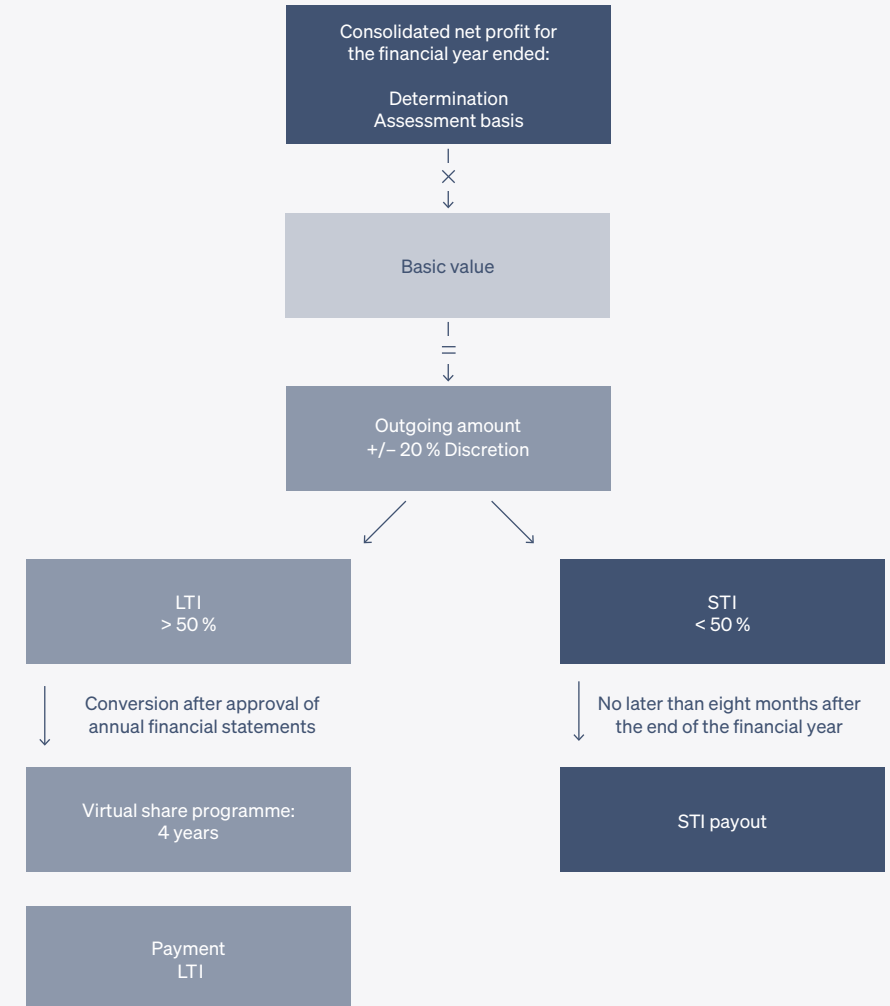 Consolidated net profit for
the financial year ended:
Determination
Assessment basis
×
Basic value
=
Outgoing amount
+/– 20 % Discretion
LTI
> 50 %
STI
< 50 %
Conversion after approval of
annual financial statements
No later than eight months after
the end of the financial year
Virtual share programme:
4 years
STI payout
Payment
LTI